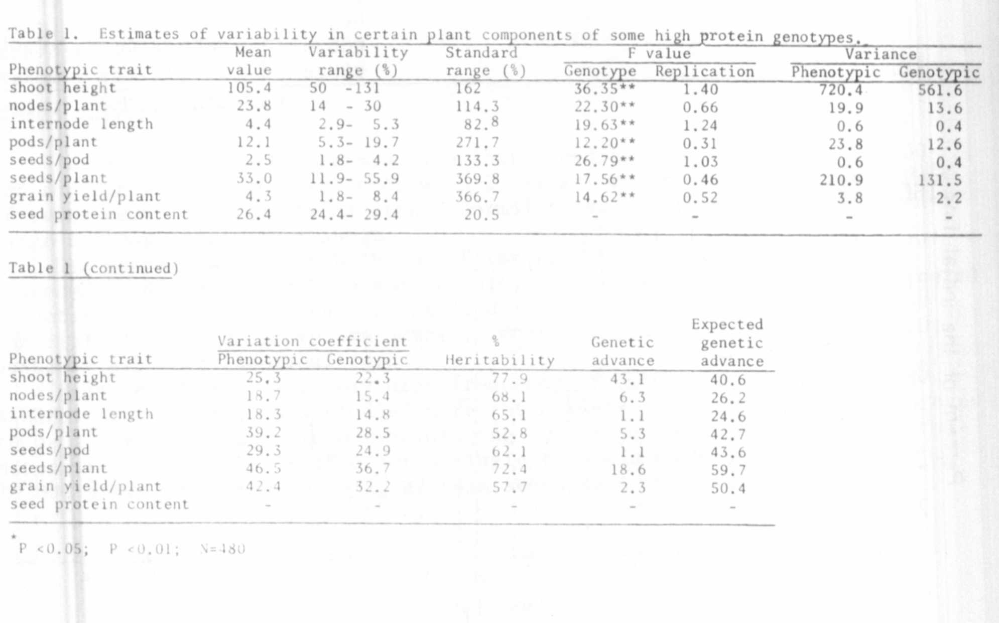 Table 1. Estimates of variability in certain plant components of some high protein genotypes.
Mean Variability Standard F value Variance
Phenotypic trait value range (%) range (%) Genotype Replication Phenotypic Genotypic
shoot height 105.4 50 -131 162 36.35** 1.40 720.4 561.6
nodes/plant 23.8 14 - 30 114.3 22.30** 0.66 19.9 13.6
internode length 4.4 2.9- 5.3 82.8 19.63** 1.24 0.6 0.4
pods/plant 12.1 5.3- 19.7 271.7 12.20** 0.31 23.8 12.6
seeds/pod 2.5 1.8- 4.2 133.3 26.79** 1.03 0.6 0.4
seeds/plant 33.0 11.9- 55.9 369.8 17.56** 0.46 210.9 131.5
grain yield/plant 4.3 1.8- 8.4 366.7 14.62** 0.52 3.8 2.2
seed protein content 26.4 24.4- 29.4 20.5 - - - -
Table 1 (continued)
Expected
Variation coefficient % Genetic genetic
Phenotypic trait Phenotypic Genotypic Heritability advance advance
shoot height 25.3 22.3 77.9 43.1 40.6
nodes/plant 18.7 15.4 68.1 6.3 26.2
internode length 18.3 14.8 65.1 1.1 24.6
pods/plant 39.2 28.5 52.8 5.3 42.7
seeds/pod 29.3 24.9 62.1 1.1 43.6
seeds/plant 46.5 36.7 72.4 18.6 59.7
grain yield/plant 42.4 32.2 57.7 2.3 50.4
seed protein content - - - - -
*
P <0.05; P <0.01; N=480